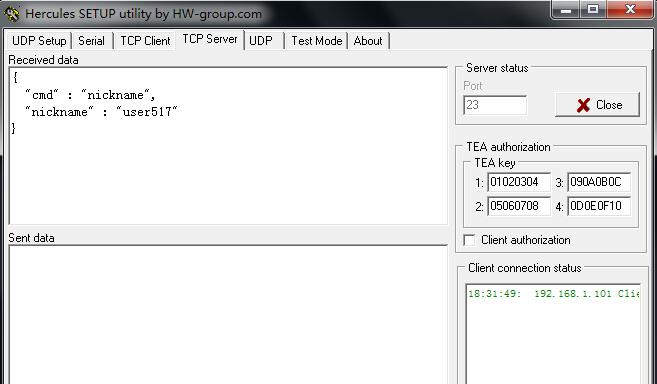 Hercules SETUP utility by HW-group.com
UDP Setup Serial TCP Client TCP Server UDP Test Mode About
Received data
{
"cmd" : "nickname",
"nickname" : "user517"
}
Sent data
Server status
Port
23
Close
TEA authorization
TEA key
1: 01020304 3: 090A0B0C
2: 05060708 4: 0D0E0F10
Client authorization
Client connection status
18:31:49: 192.168.1.101 Clie